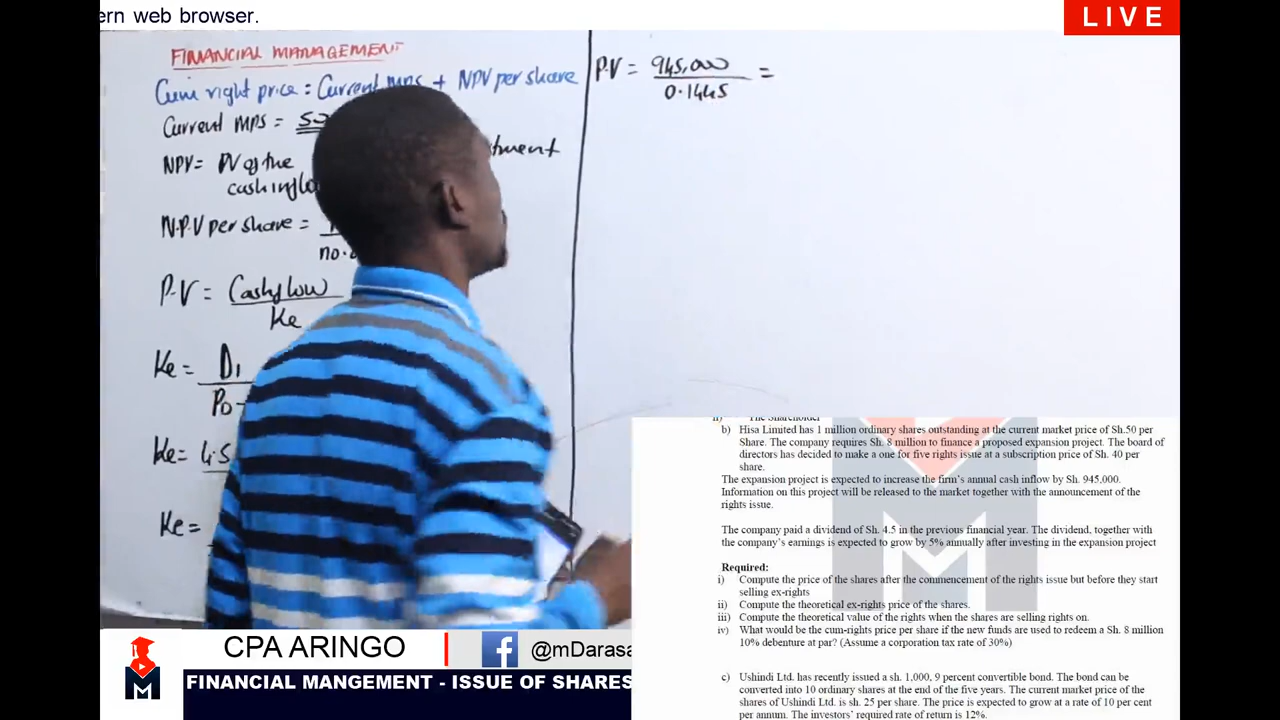 ern web browser.
LIVE
FINANCIAL MANAGEMENT
Cum right price = Current MPS + NPV per share
Current MPS = 50
NPV = PV of the
cash inflo
N.P.V per share =
no.
P.V = Cashflow
Ke
Ke = D1
P0 -
Ke = 4.5
Ke =
P.V = 945,000 =
0.1445
b) Hisa Limited has 1 million ordinary shares outstanding at the current market price of Sh.50 per
Share. The company requires Sh. 8 million to finance a proposed expansion project. The board of
directors has decided to make a one for five rights issue at a subscription price of Sh. 40 per
share.
The expansion project is expected to increase the firm's annual cash inflow by Sh. 945,000.
Information on this project will be released to the market together with the announcement of the
rights issue.
The company paid a dividend of Sh. 4.5 in the previous financial year. The dividend, together with
the company's earnings is expected to grow by 5% annually after investing in the expansion project
Required:
i) Compute the price of the shares after the commencement of the rights issue but before they start
selling ex-rights
ii) Compute the theoretical ex-rights price of the shares.
iii) Compute the theoretical value of the rights when the shares are selling rights on.
iv) What would be the cum-rights price per share if the new funds are used to redeem a Sh. 8 million
10% debenture at par? (Assume a corporation tax rate of 30%)
c) Ushindi Ltd. has recently issued a sh. 1,000, 9 percent convertible bond. The bond can be
converted into 10 ordinary shares at the end of the five years. The current market price of the
shares of Ushindi Ltd. is sh. 25 per share. The price is expected to grow at a rate of 10 per cent
per annum. The investors' required rate of return is 12%.
CPA ARINGO
@mDarasa
FINANCIAL MANGEMENT - ISSUE OF SHARES